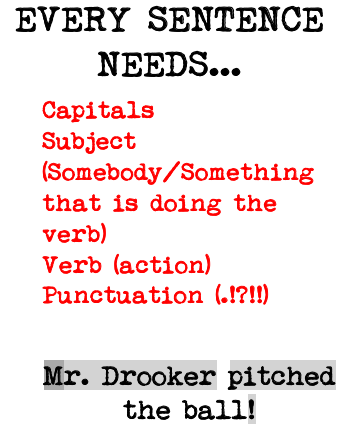 EVERY SENTENCE
NEEDS...
Capitals
Subject
(Somebody/Something
that is doing the
verb)
Verb (action)
Punctuation (.!?!!)
Mr. Drooker pitched
the ball!